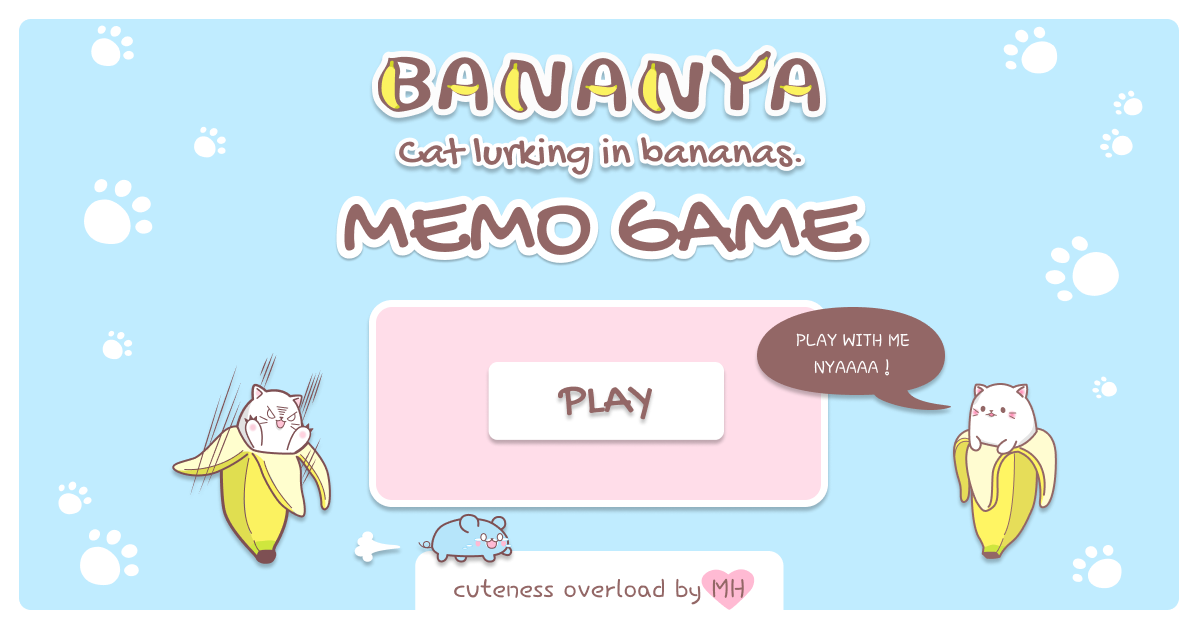 BANANYA
Cat lurking in bananas.
MEMO GAME
PLAY WITH ME
NYAAAA !
PLAY
cuteness overload by MH